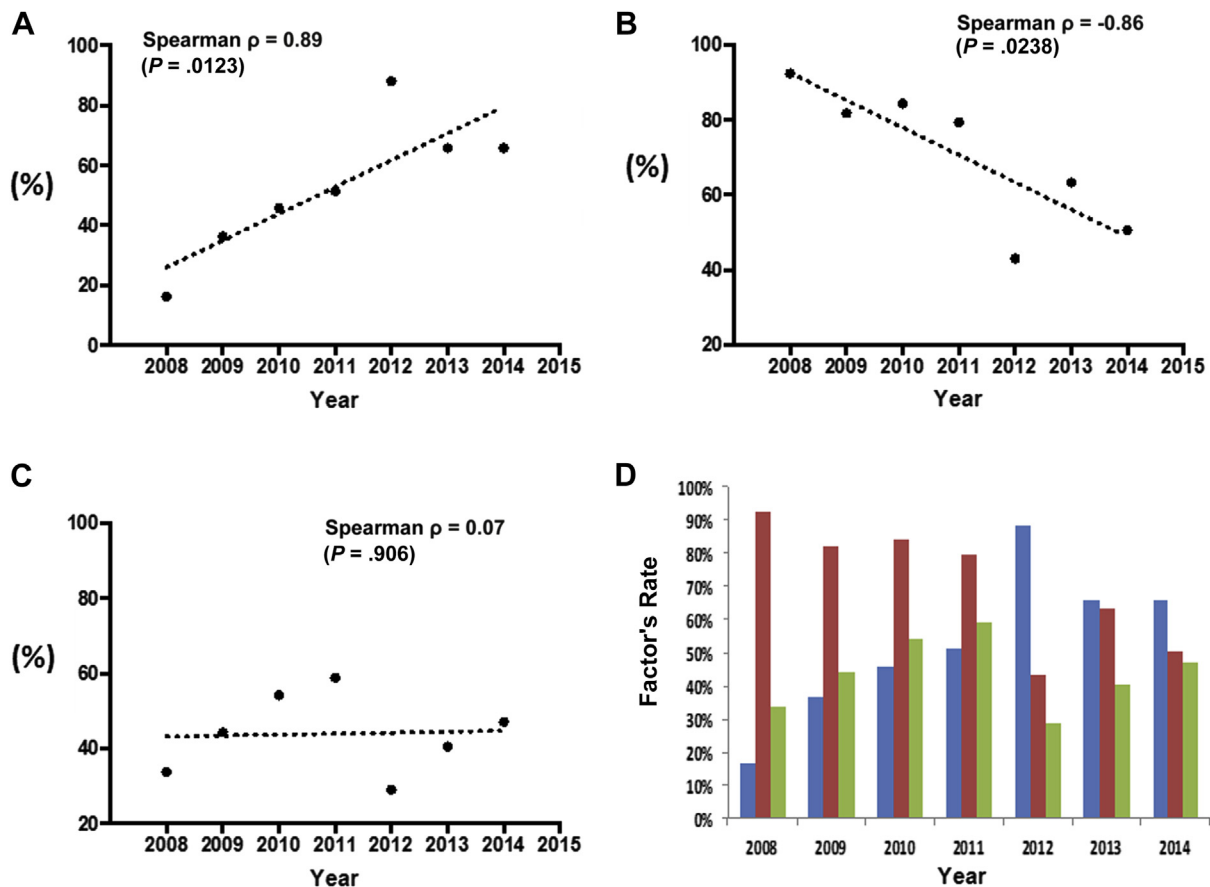 A
Spearman ρ = 0.89
(P = .0123)
100
80
60
40
20
0
(%)
2008 2009 2010 2011 2012 2013 2014 2015
Year
B
Spearman ρ = -0.86
(P = .0238)
100
80
60
40
20
(%)
2008 2009 2010 2011 2012 2013 2014 2015
Year
C
Spearman ρ = 0.07
(P = .906)
100
80
60
40
20
(%)
2008 2009 2010 2011 2012 2013 2014 2015
Year
D
100%
90%
80%
70%
60%
50%
40%
30%
20%
10%
0%
Factor's Rate
2008 2009 2010 2011 2012 2013 2014
Year